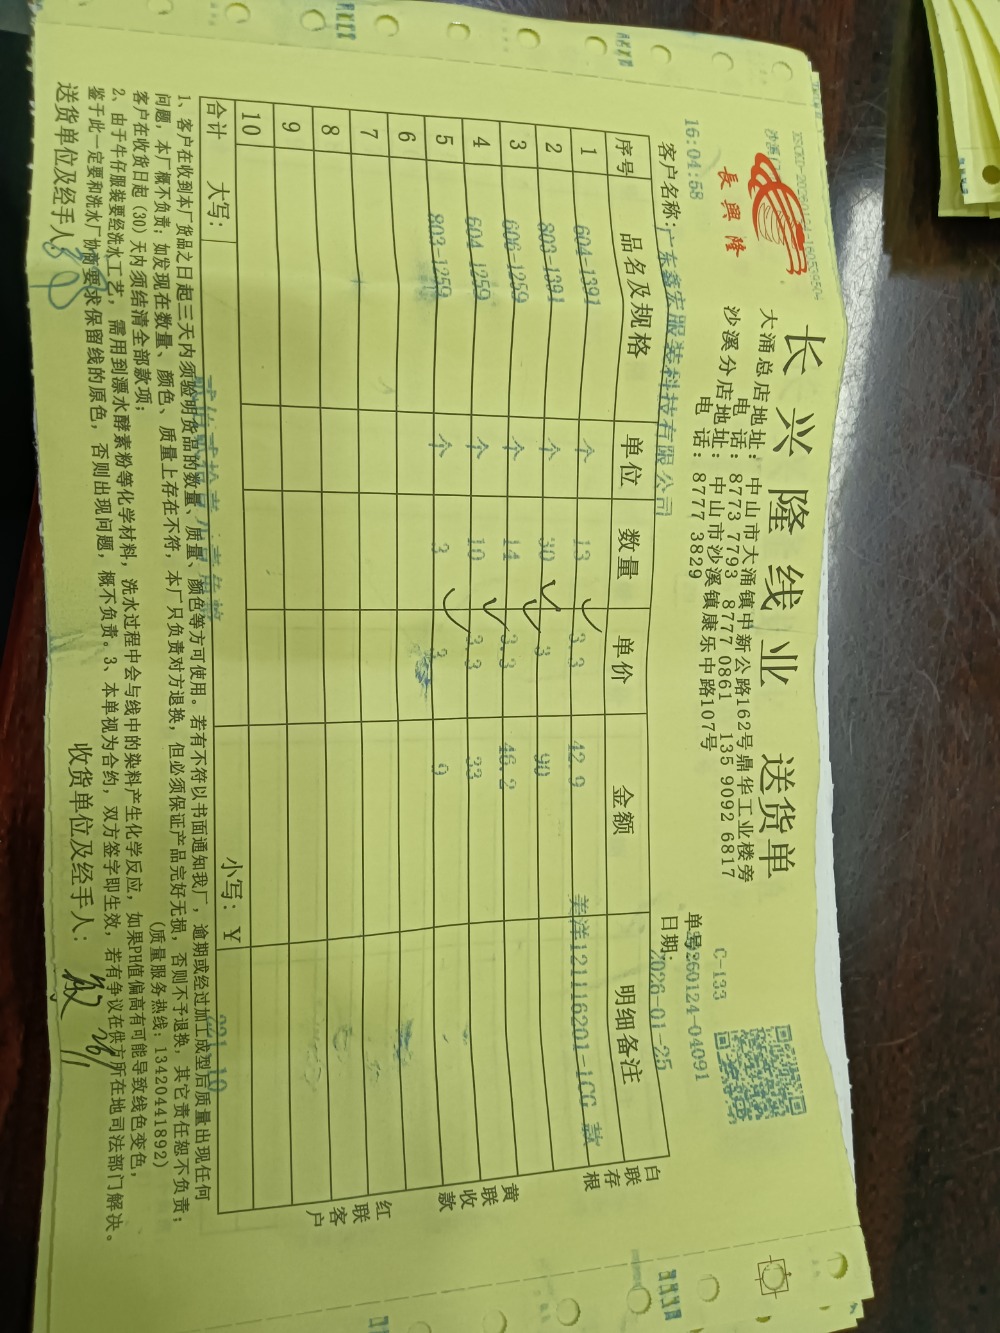 長興隆
长兴隆线业 送货单
大涌总店地址：中山市大涌镇中新公路162号鼎华工业楼旁
电 话：8773 7793 8777 0861 135 9092 6817
沙溪分店地址：中山市沙溪镇康乐中路107号
电 话：8777 3829
C-133
单号
260124-04091
16:04:58
客户名称：广东鑫宏服装科技有限公司
日期：2026-01-25
序号 品名及规格 单位 数量 单价 金额 明细备注
1 604-1391 个 13 3.3 42.9 美洋121116201-1CG 款
2 803-1391 个 30 3 90
3 606-1259 个 14 3.3 46.2
4 604-1259 个 10 3.3 33
5 803-1259 个 3 3 9
6
7
8
9
10
合计 大写： 小写：¥
白联存根
黄联收款
红联客户
1、客户在收到本厂货品之日起三天内须验明货品的数量、质量、颜色等方可使用。若有不符以书面通知我厂，逾期或经过加工成型后质量出现任何
问题，本厂概不负责；如发现在数量、颜色、质量上存在不符，本厂只负责对方退换，但必须保证产品完好无损，否则不予退换，其它责任恕不负责；
客户在收货日起（30）天内须结清全部款项；
（质量服务热线：13420441892）
2、由于牛仔服装要经洗水工艺，需用到漂水酵素粉等化学材料，洗水过程中会与线中的染料产生化学反应，如果PH值偏高有可能导致线色变色，
鉴于此一定要和洗水厂协商要求保留线的原色，否则出现问题，概不负责。3、本单视为合约，双方签字即生效，若有争议在供方所在地司法部门解决。
送货单位及经手人：
收货单位及经手人：
26/1